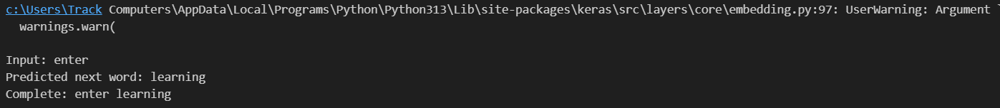 c:\Users\Track Computers\AppData\Local\Programs\Python\Python313\Lib\site-packages\keras\src\layers\core\embedding.py:97: UserWarning: Argument `
warnings.warn(
Input: enter
Predicted next word: learning
Complete: enter learning